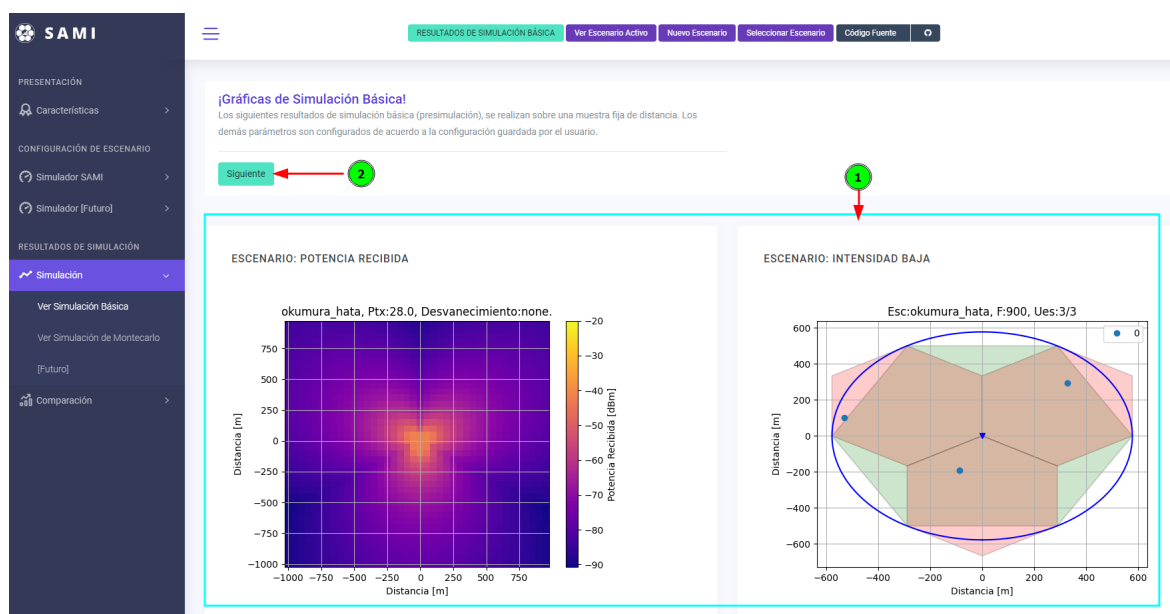 SAMI
RESULTADOS DE SIMULACIÓN BÁSICA
Ver Escenario Activo
Nuevo Escenario
Seleccionar Escenario
Código Fuente
PRESENTACIÓN
Características
CONFIGURACIÓN DE ESCENARIO
Simulador SAMI
Simulador [Futuro]
RESULTADOS DE SIMULACIÓN
Simulación
Ver Simulación Básica
Ver Simulación de Montecarlo
[Futuro]
Comparación
¡Gráficas de Simulación Básica!
Los siguientes resultados de simulación básica (presimulación), se realizan sobre una muestra fija de distancia. Los
demás parámetros son configurados de acuerdo a la configuración guardada por el usuario.
Siguiente
2
1
ESCENARIO: POTENCIA RECIBIDA
okumura_hata, Ptx:28.0, Desvanecimiento:none.
750
500
250
0
−250
−500
−750
−1000
Distancia [m]
−1000 −750 −500 −250 0 250 500 750
Distancia [m]
−20
−30
−40
−50
−60
−70
−80
−90
Potencia Recibida [dBm]
ESCENARIO: INTENSIDAD BAJA
Esc:okumura_hata, F:900, Ues:3/3
0
600
400
200
0
−200
−400
−600
Distancia [m]
−600 −400 −200 0 200 400 600
Distancia [m]